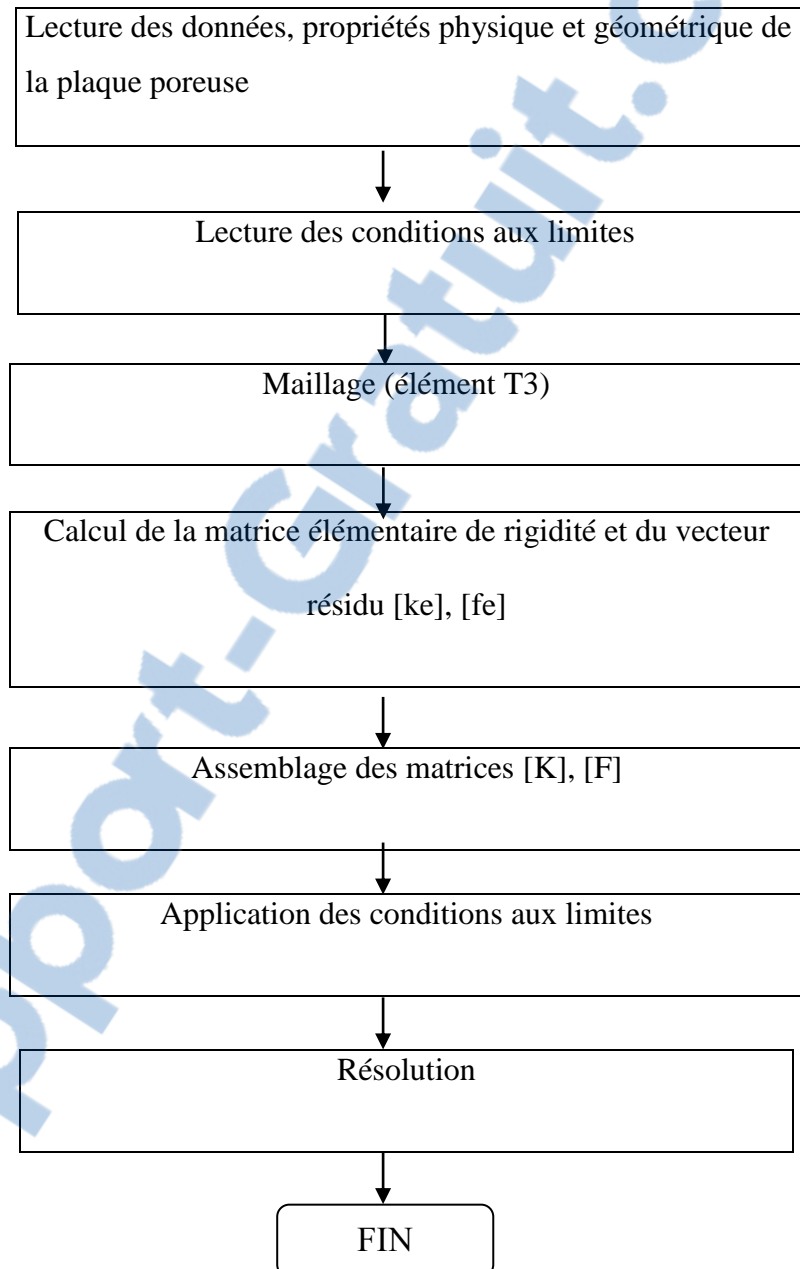 Lecture des données, propriétés physique et géométrique de
la plaque poreuse
Lecture des conditions aux limites
Maillage (élément T3)
Calcul de la matrice élémentaire de rigidité et du vecteur
résidu [ke], [fe]
Assemblage des matrices [K], [F]
Application des conditions aux limites
Résolution
FIN
pport-Gratuit.c